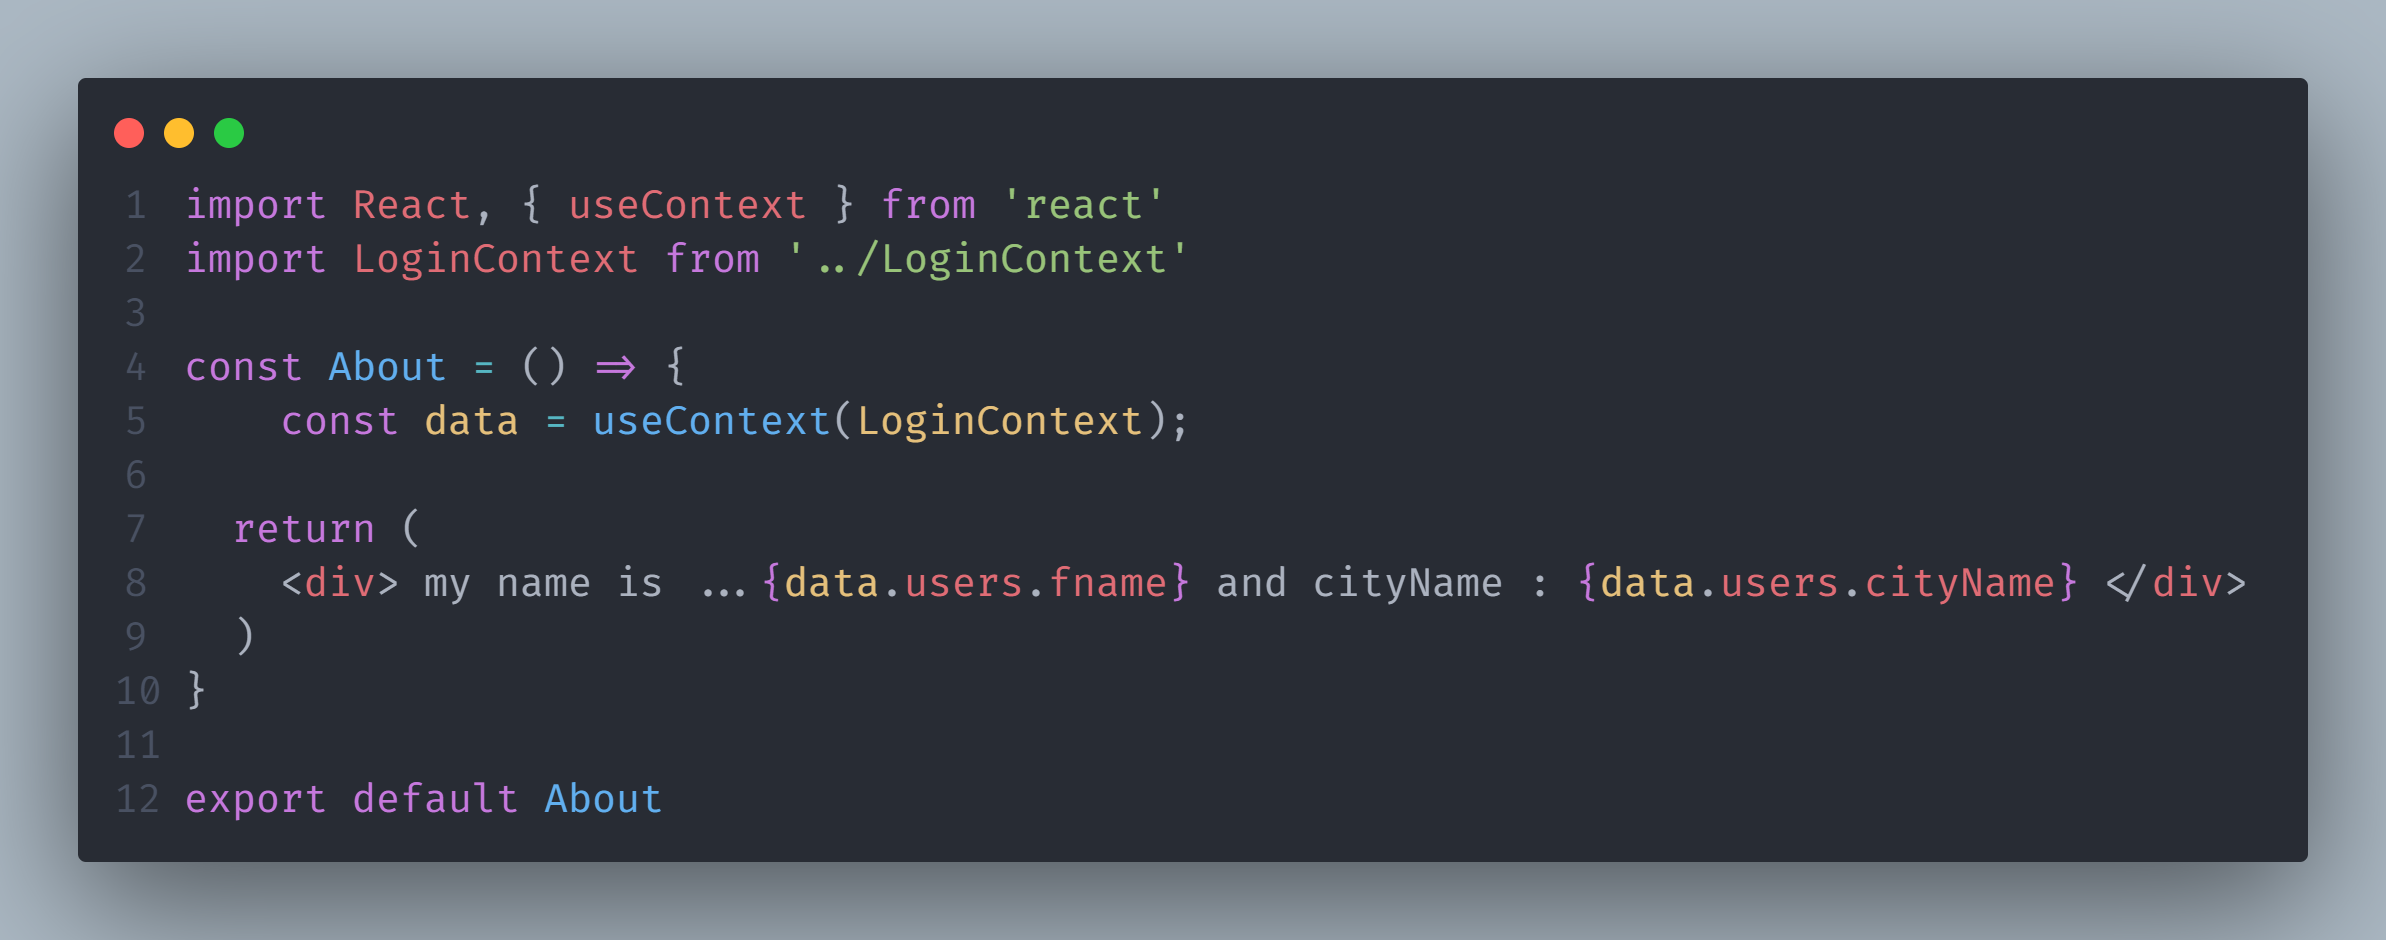 1 import React, { useContext } from 'react'
2 import LoginContext from '../LoginContext'
3
4 const About = () => {
5     const data = useContext(LoginContext);
6
7   return (
8     <div> my name is ...{data.users.fname} and cityName : {data.users.cityName} </div>
9   )
10 }
11
12 export default About